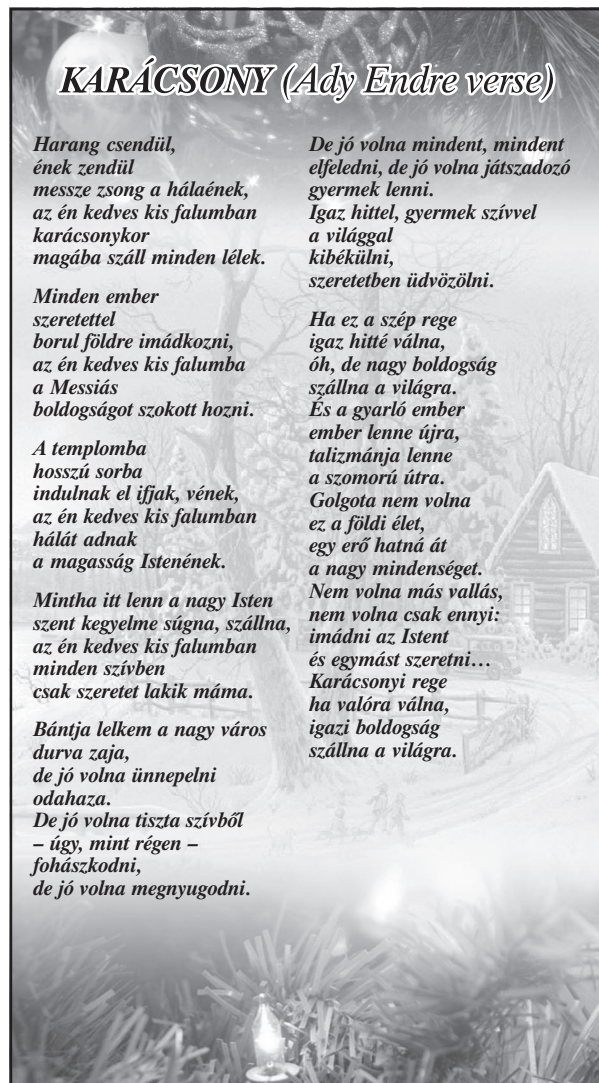 KARÁCSONY (Ady Endre verse)
Harang csendül,
ének zendül
messze zsong a hálaének,
az én kedves kis falumban
karácsonykor
magába száll minden lélek.
Minden ember
szeretettel
borul földre imádkozni,
az én kedves kis falumba
a Messiás
boldogságot szokott hozni.
A templomba
hosszú sorba
indulnak el ifjak, vének,
az én kedves kis falumban
hálát adnak
a magasság Istenének.
Mintha itt lenn a nagy Isten
szent kegyelme súgna, szállna,
az én kedves kis falumban
minden szívben
csak szeretet lakik máma.
Bántja lelkem a nagy város
durva zaja,
de jó volna ünnepelni
odahaza.
De jó volna tiszta szívből
– úgy, mint régen –
fohászkodni,
de jó volna megnyugodni.
De jó volna mindent, mindent
elfeledni, de jó volna játszadozó
gyermek lenni.
Igaz hittel, gyermek szívvel
a világgal
kibékülni,
szeretetben üdvözölni.
Ha ez a szép rege
igaz hitté válna,
óh, de nagy boldogság
szállna a világra.
És a gyarló ember
ember lenne újra,
talizmánja lenne
a szomorú útra.
Golgota nem volna
ez a földi élet,
egy erő hatná át
a nagy mindenséget.
Nem volna más vallás,
nem volna csak ennyi:
imádni az Istent
és egymást szeretni…
Karácsonyi rege
ha valóra válna,
igazi boldogság
szállna a világra.